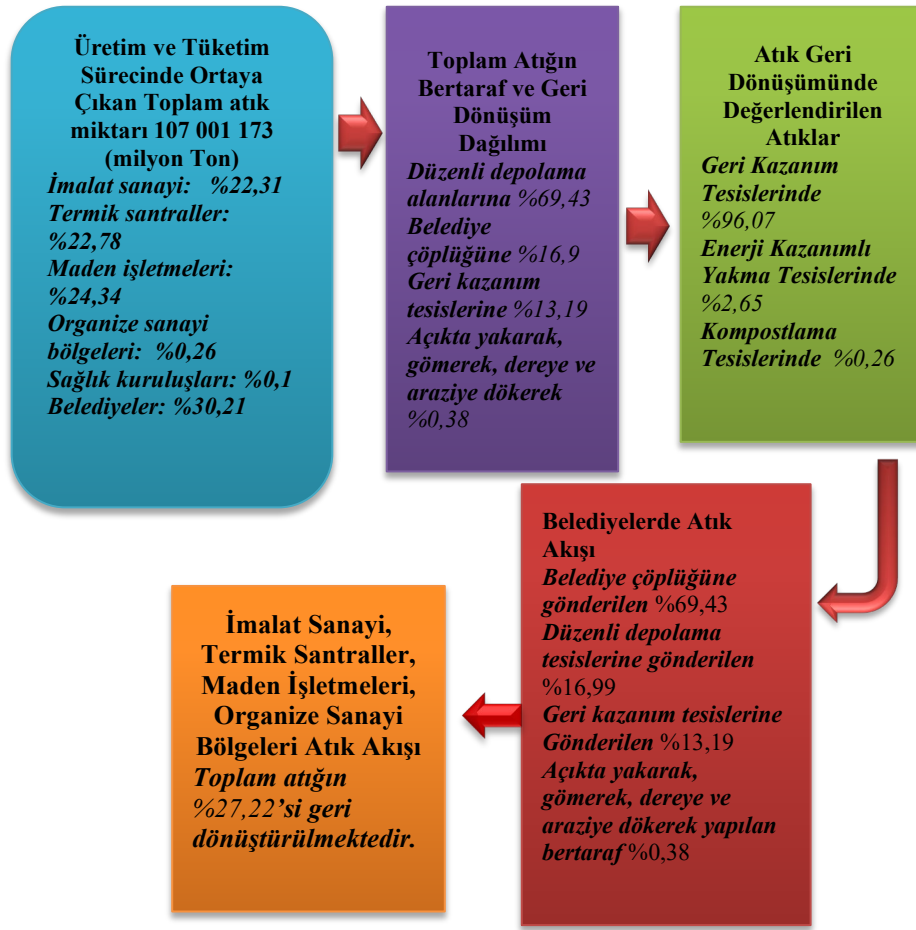 Üretim ve Tüketim
Sürecinde Ortaya
Çıkan Toplam atık
miktarı 107 001 173
(milyon Ton)
İmalat sanayi: %22,31
Termik santraller:
%22,78
Maden işletmeleri:
%24,34
Organize sanayi
bölgeleri: %0,26
Sağlık kuruluşları: %0,1
Belediyeler: %30,21
Toplam Atığın
Bertaraf ve Geri
Dönüşüm
Dağılımı
Düzenli depolama
alanlarına %69,43
Belediye
çöplüğüne %16,9
Geri kazanım
tesislerine %13,19
Açıkta yakarak,
gömerek, dereye ve
araziye dökerek
%0,38
Atık Geri
Dönüşümünde
Değerlendirilen
Atıklar
Geri Kazanım
Tesislerinde
%96,07
Enerji Kazanımlı
Yakma Tesislerinde
%2,65
Kompostlama
Tesislerinde %0,26
Belediyelerde Atık
Akışı
Belediye çöplüğüne
gönderilen %69,43
Düzenli depolama
tesislerine gönderilen
%16,99
Geri kazanım tesislerine
Gönderilen %13,19
Açıkta yakarak,
gömerek, dereye ve
araziye dökerek yapılan
bertaraf %0,38
İmalat Sanayi,
Termik Santraller,
Maden İşletmeleri,
Organize Sanayi
Bölgeleri Atık Akışı
Toplam atığın
%27,22’si geri
dönüştürülmektedir.